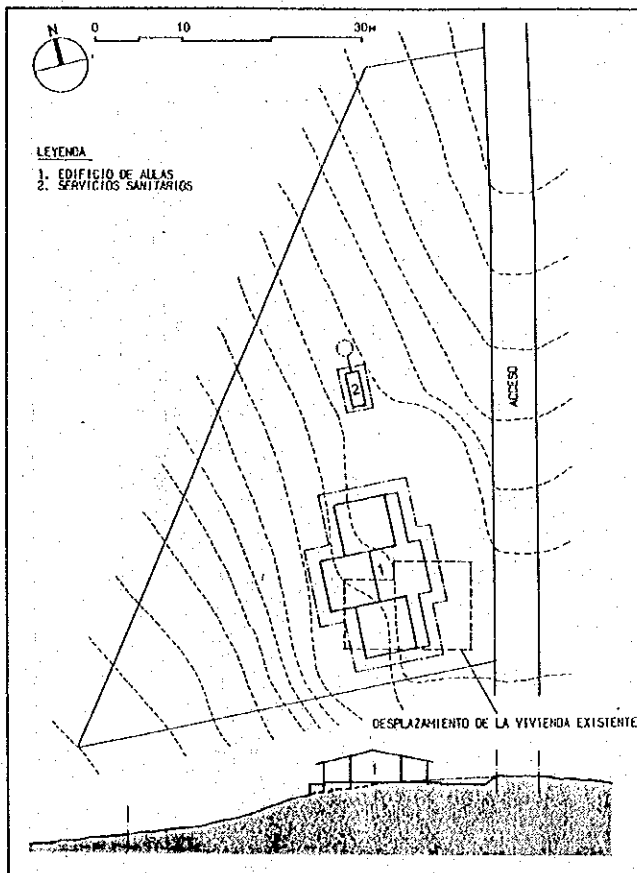 N
0 10 30M
LEYENDA
1. EDIFICIO DE AULAS
2. SERVICIOS SANITARIOS
2
ACCESO
1
DESPLAZAMIENTO DE LA VIVIENDA EXISTENTE
1